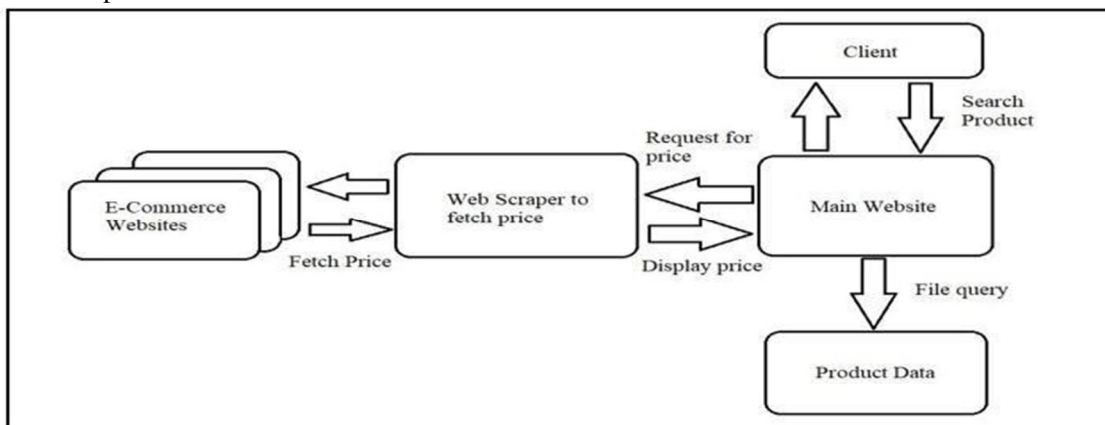 Client
Search
Product
Request for
price
E-Commerce
Websites
Web Scraper to
fetch price
Main Website
Fetch Price
Display price
File query
Product Data